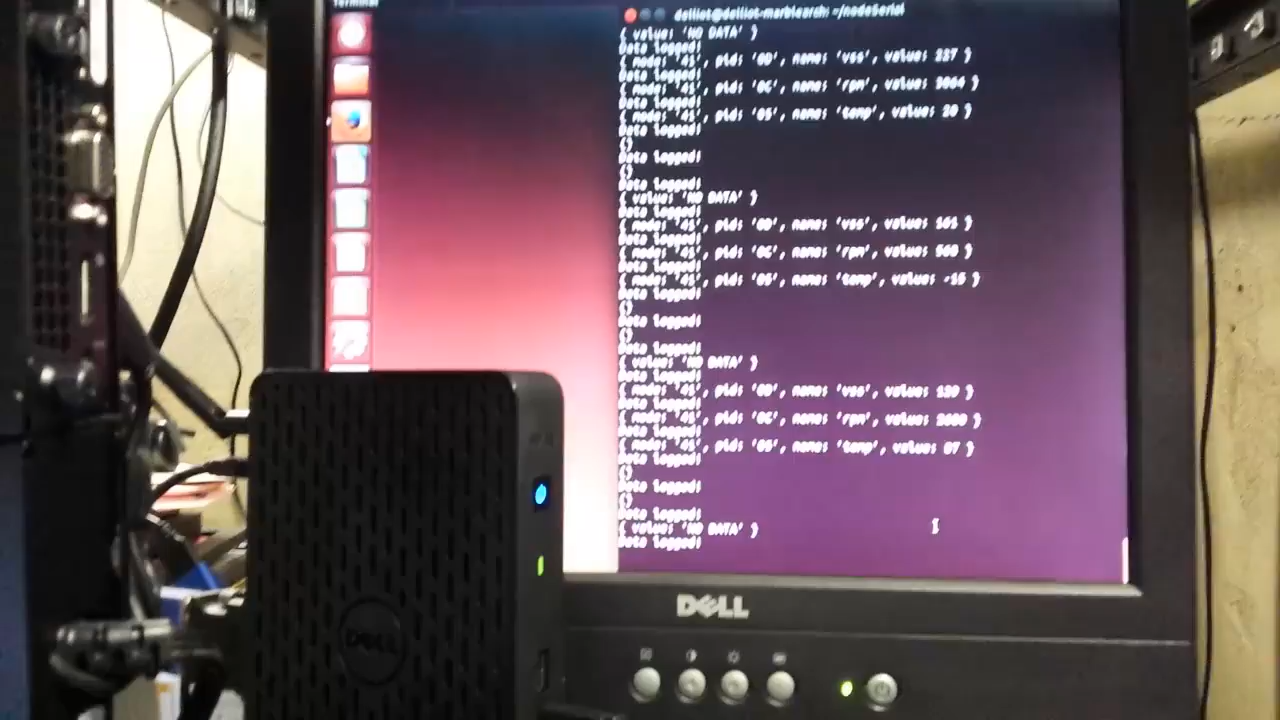 Terminal
delliot@delliot-marblearch: ~/nodeSerial
{ value: 'NO DATA' }
Data logged:
{ mode: '41', pid: '0D', name: 'vss', value: 227 }
Data logged:
{ mode: '41', pid: '0C', name: 'rpm', value: 3064 }
Data logged:
{ mode: '41', pid: '05', name: 'temp', value: 20 }
Data logged:
{}
Data logged:
{}
Data logged:
{ value: 'NO DATA' }
Data logged:
{ mode: '41', pid: '0D', name: 'vss', value: 161 }
Data logged:
{ mode: '41', pid: '0C', name: 'rpm', value: 560 }
Data logged:
{ mode: '41', pid: '05', name: 'temp', value: -15 }
Data logged:
{}
Data logged:
{}
Data logged:
{ value: 'NO DATA' }
Data logged:
{ mode: '41', pid: '0D', name: 'vss', value: }
Data logged:
{ mode: '41', pid: '0C', name: 'rpm', value: }
Data logged:
{ mode: '41', pid: '05', name: 'temp', value: 87 }
Data logged:
{}
Data logged:
{}
Data logged:
{ value: 'NO DATA' }
Data logged:
DELL
DELL